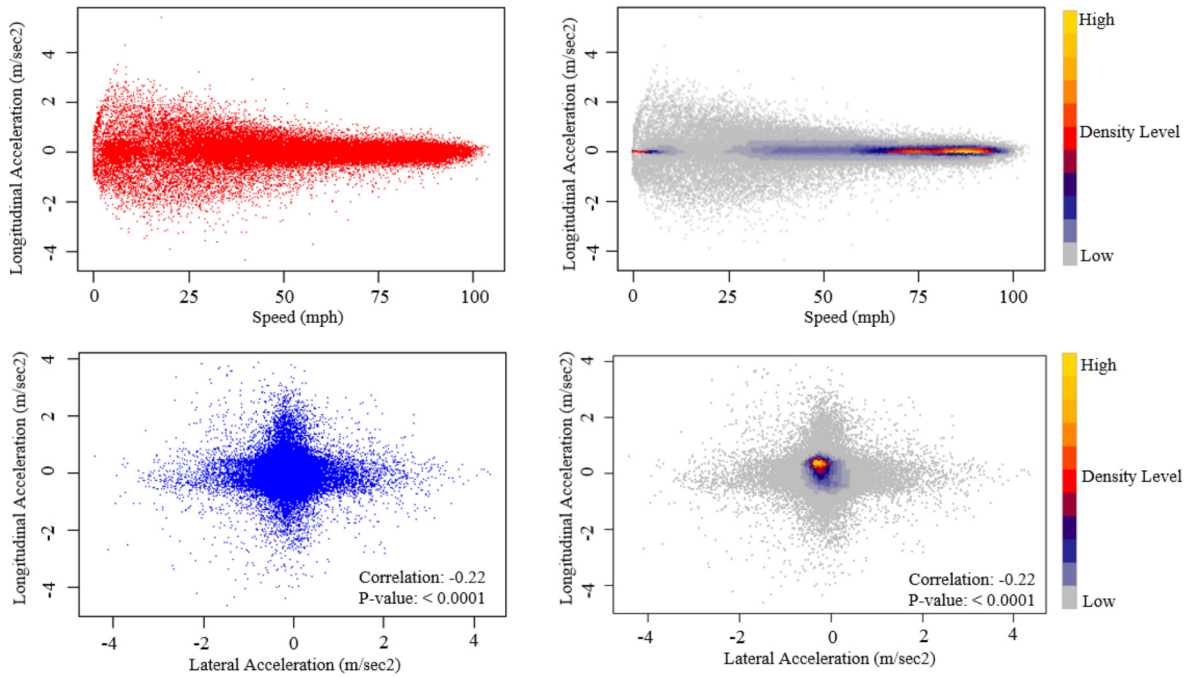 Longitudinal Acceleration (m/sec2)
4
2
0
-2
-4
0
25
50
75
100
Speed (mph)
Longitudinal Acceleration (m/sec2)
4
2
0
-2
-4
0
25
50
75
100
Speed (mph)
High
Density Level
Low
Longitudinal Acceleration (m/sec2)
4
2
0
-2
-4
Correlation: -0.22
P-value: < 0.0001
-4
-2
0
2
4
Lateral Acceleration (m/sec2)
Longitudinal Acceleration (m/sec2)
4
2
0
-2
-4
Correlation: -0.22
P-value: < 0.0001
-4
-2
0
2
4
Lateral Acceleration (m/sec2)
High
Density Level
Low